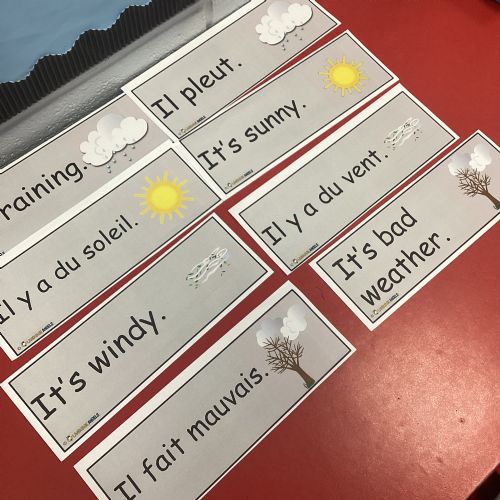 Il pleut.
It's sunny.
raining.
Il y a du vent.
Il y a du soleil.
It's bad
weather.
It's windy.
Il fait mauvais.